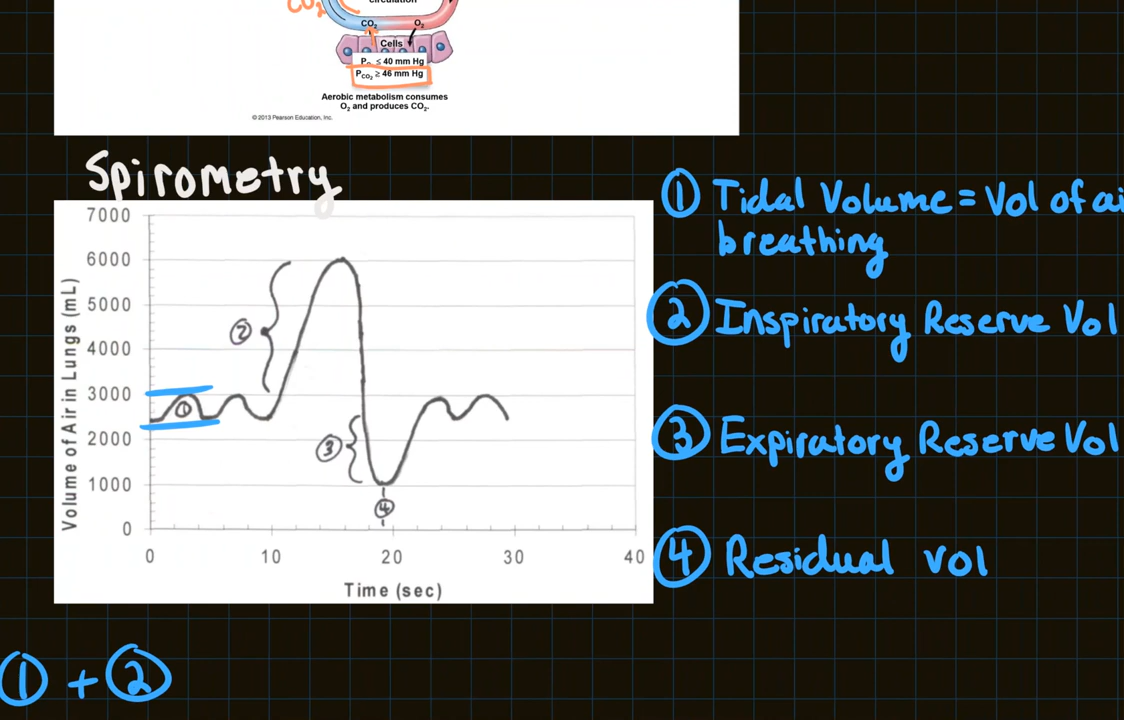 circulation
CO₂
CO₂ O₂
Cells
≤ 40 mm Hg
PCO₂ ≥ 46 mm Hg
Aerobic metabolism consumes
O₂ and produces CO₂.
© 2013 Pearson Education, Inc.
Spirometry
7000
6000
5000
4000
3000
2000
1000
0
Volume of Air in Lungs (mL)
0 10 20 30 40
Time (sec)
①
②
③
④
① Tidal Volume = Vol of
breathing
② Inspiratory Reserve Vol
③ Expiratory Reserve Vol
④ Residual vol
① + ②